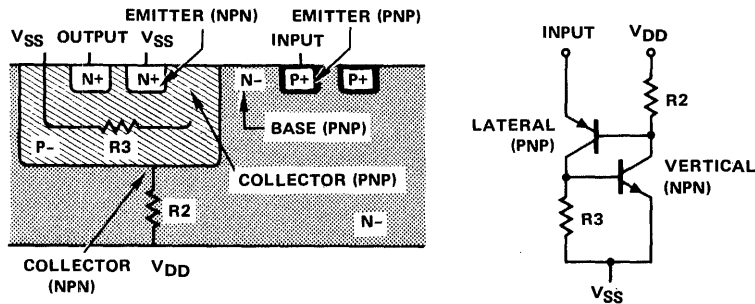 EMITTER (NPN)
EMITTER (PNP)
VSS
OUTPUT
VSS
INPUT
N+
N+
N–
P+
P+
BASE (PNP)
P–
R3
COLLECTOR (PNP)
R2
N–
COLLECTOR
(NPN)
VDD
INPUT
VDD
R2
LATERAL
(PNP)
VERTICAL
(NPN)
R3
VSS